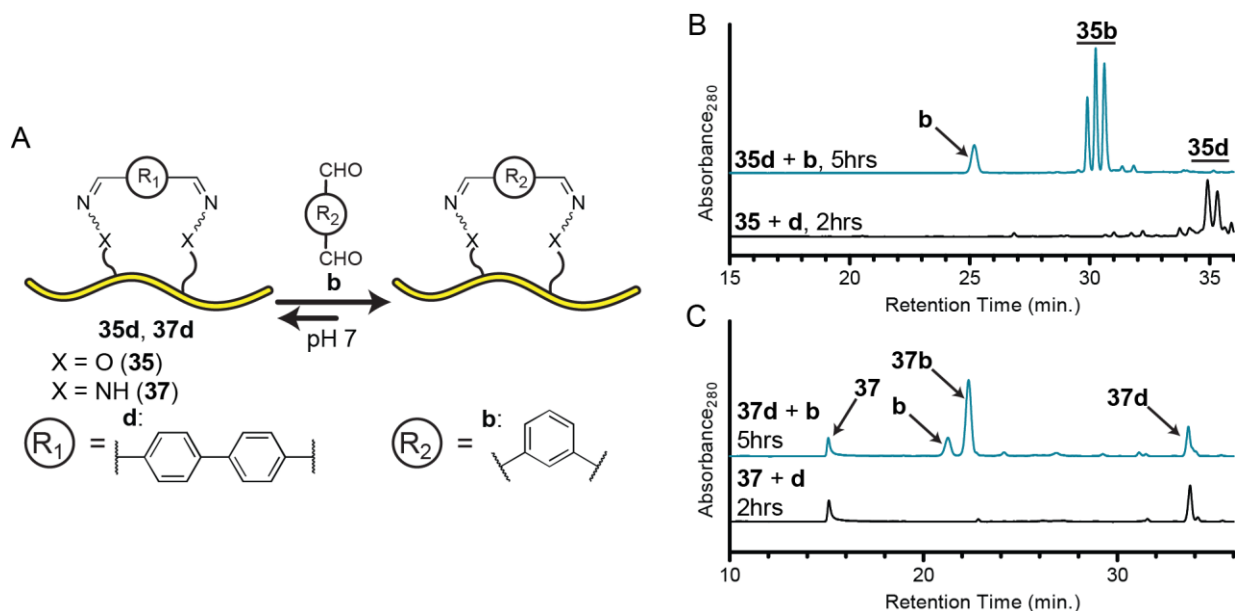 A
R₁
N
N
X
X
CHO
R₂
CHO
b
pH 7
R₂
N
N
X
X
35d, 37d
X = O (35)
X = NH (37)
R₁ =
d:
R₂ =
b:
B
Absorbance₂₈₀
35b
b
35d
35d + b, 5hrs
35 + d, 2hrs
15 20 25 30 35
Retention Time (min.)
C
Absorbance₂₈₀
37b
37
b
37d
37d + b
5hrs
37 + d
2hrs
10 20 30
Retention Time (min.)